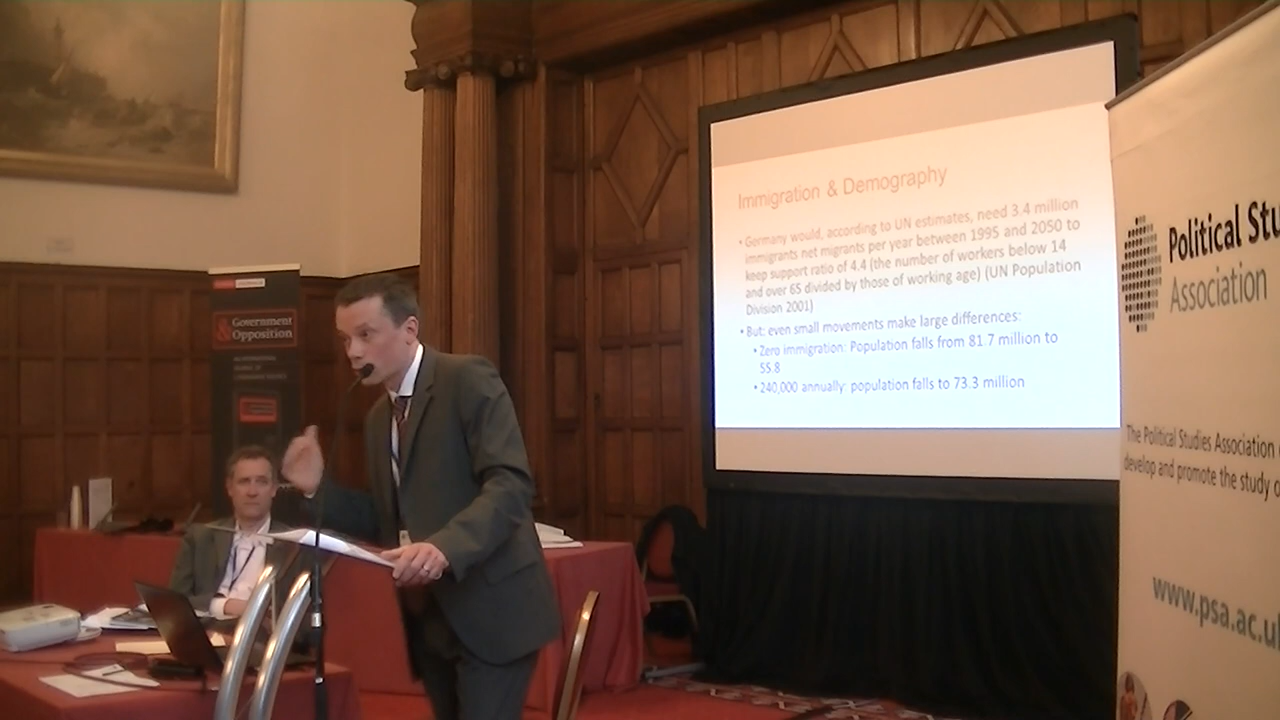 Government
& Opposition
Immigration & Demography
• Germany would, according to UN estimates, need 3.4 million
immigrants net migrants per year between 1995 and 2050 to
keep support ratio of 4.4 (the number of workers below 14
and over 65 divided by those of working age) (UN Population
Division 2001)
• But: even small movements make large differences:
• Zero immigration: Population falls from 81.7 million to
55.8
• 240,000 annually: population falls to 73.3 million
Political Stu
Association
The Political Studies Association
develop and promote the study o
www.psa.ac.u